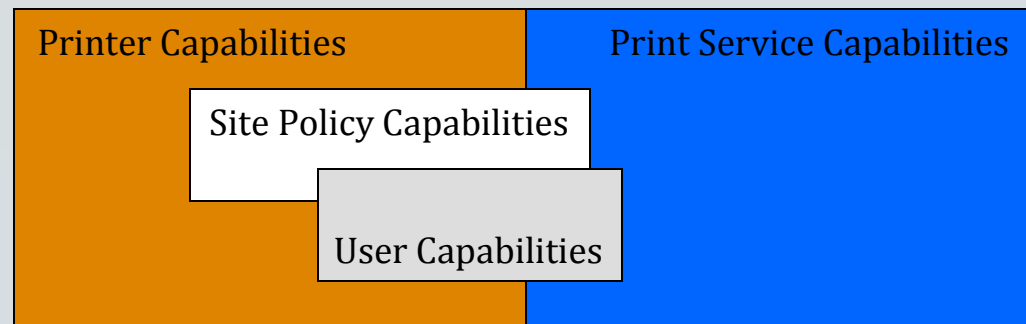 Printer Capabilities
Print Service Capabilities
Site Policy Capabilities
User Capabilities